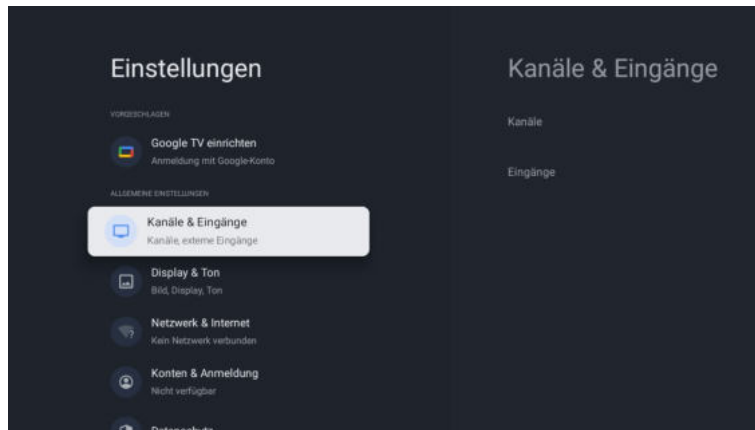 Einstellungen
VORGESCHLAGEN
Google TV einrichten
Anmeldung mit Google-Konto
ALLGEMEINE EINSTELLUNGEN
Kanäle & Eingänge
Kanäle, externe Eingänge
Display & Ton
Bild, Display, Ton
Netzwerk & Internet
Kein Netzwerk verbunden
Konten & Anmeldung
Nicht verfügbar
Datenschutz
Kanäle & Eingänge
Kanäle
Eingänge